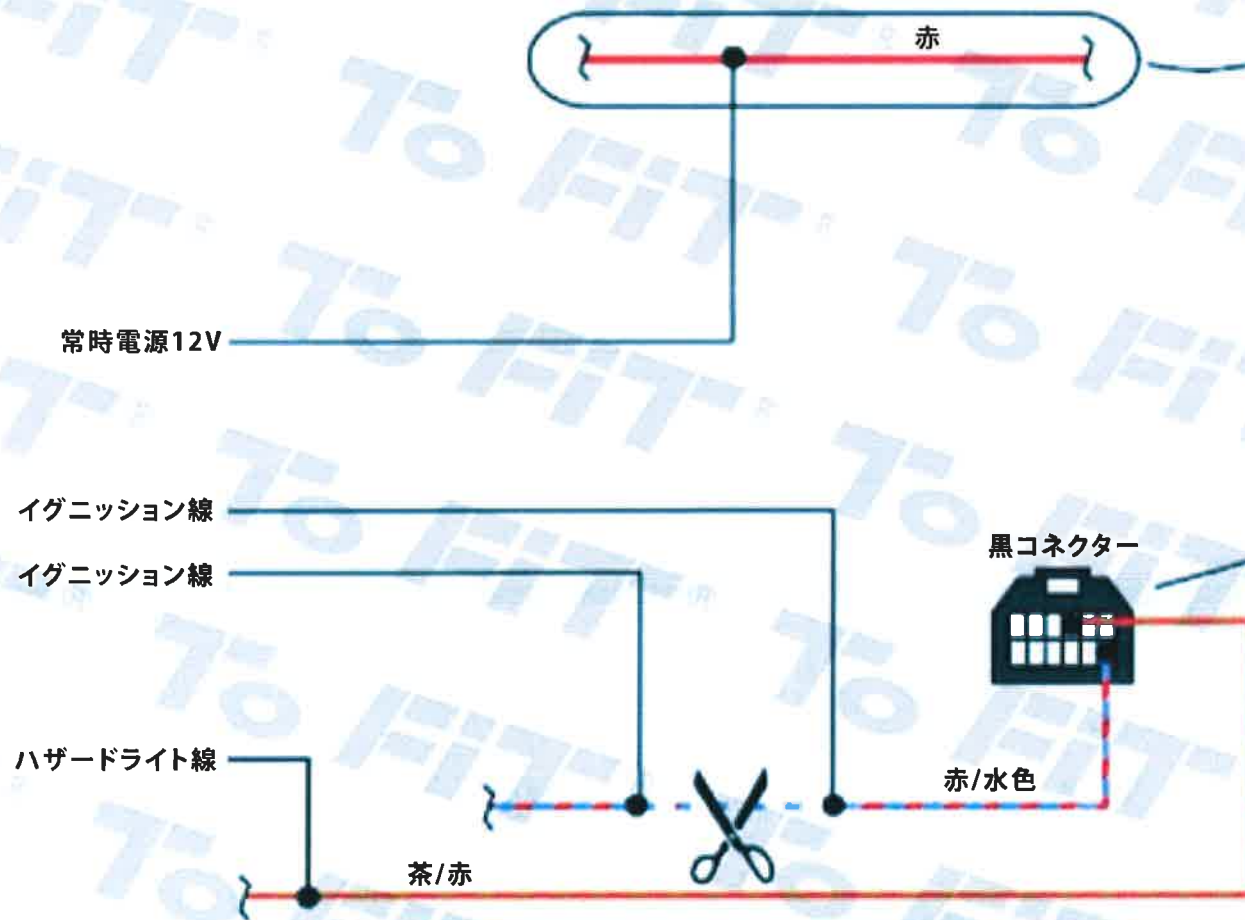 赤
常時電源12V
イグニッション線
イグニッション線
黒コネクター
ハザードライト線
赤/水色
茶/赤
TO FIT